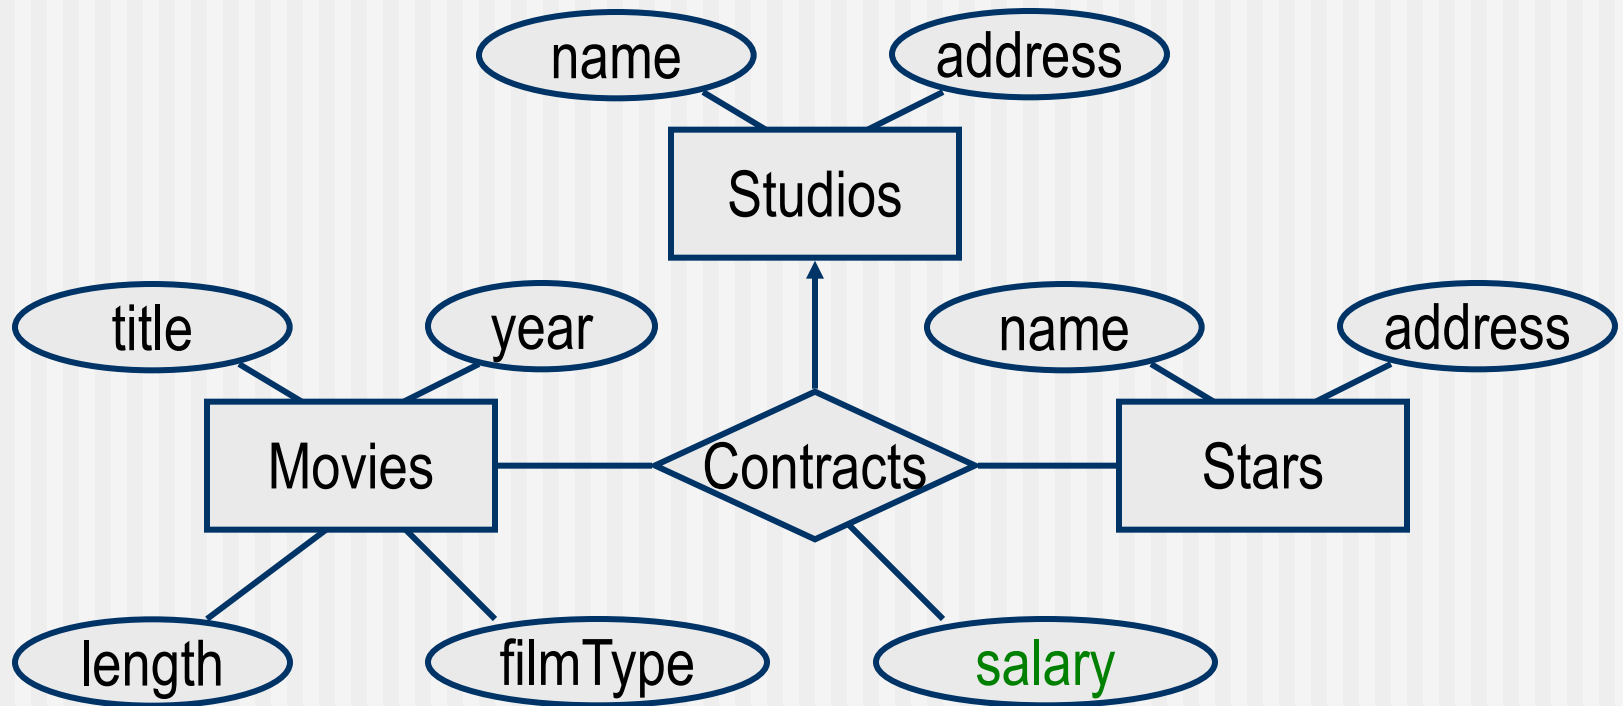 name
address
Studios
title
year
name
address
Movies
Contracts
Stars
length
filmType
salary